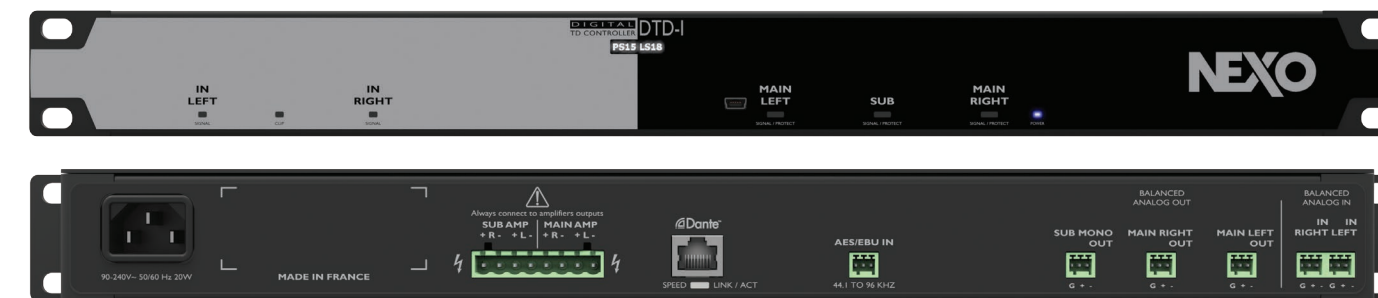 DIGITAL
TD CONTROLLER
DTD-I
PS15 LS18
NEXO
IN
LEFT
SIGNAL
CLIP
IN
RIGHT
SIGNAL
MAIN
LEFT
SIGNAL / PROTECT
SUB
SIGNAL / PROTECT
MAIN
RIGHT
SIGNAL / PROTECT
POWER
90-240V~ 50/60 Hz 20W
MADE IN FRANCE
Always connect to amplifiers outputs
SUB AMP | MAIN AMP
+ R - + L - + R - + L -
Dante™
SPEED LINK / ACT
AES/EBU IN
44.1 TO 96 KHZ
BALANCED
ANALOG OUT
SUB MONO
OUT
G + -
MAIN RIGHT
OUT
G + -
MAIN LEFT
OUT
G + -
BALANCED
ANALOG IN
IN IN
RIGHT LEFT
G + - G + -